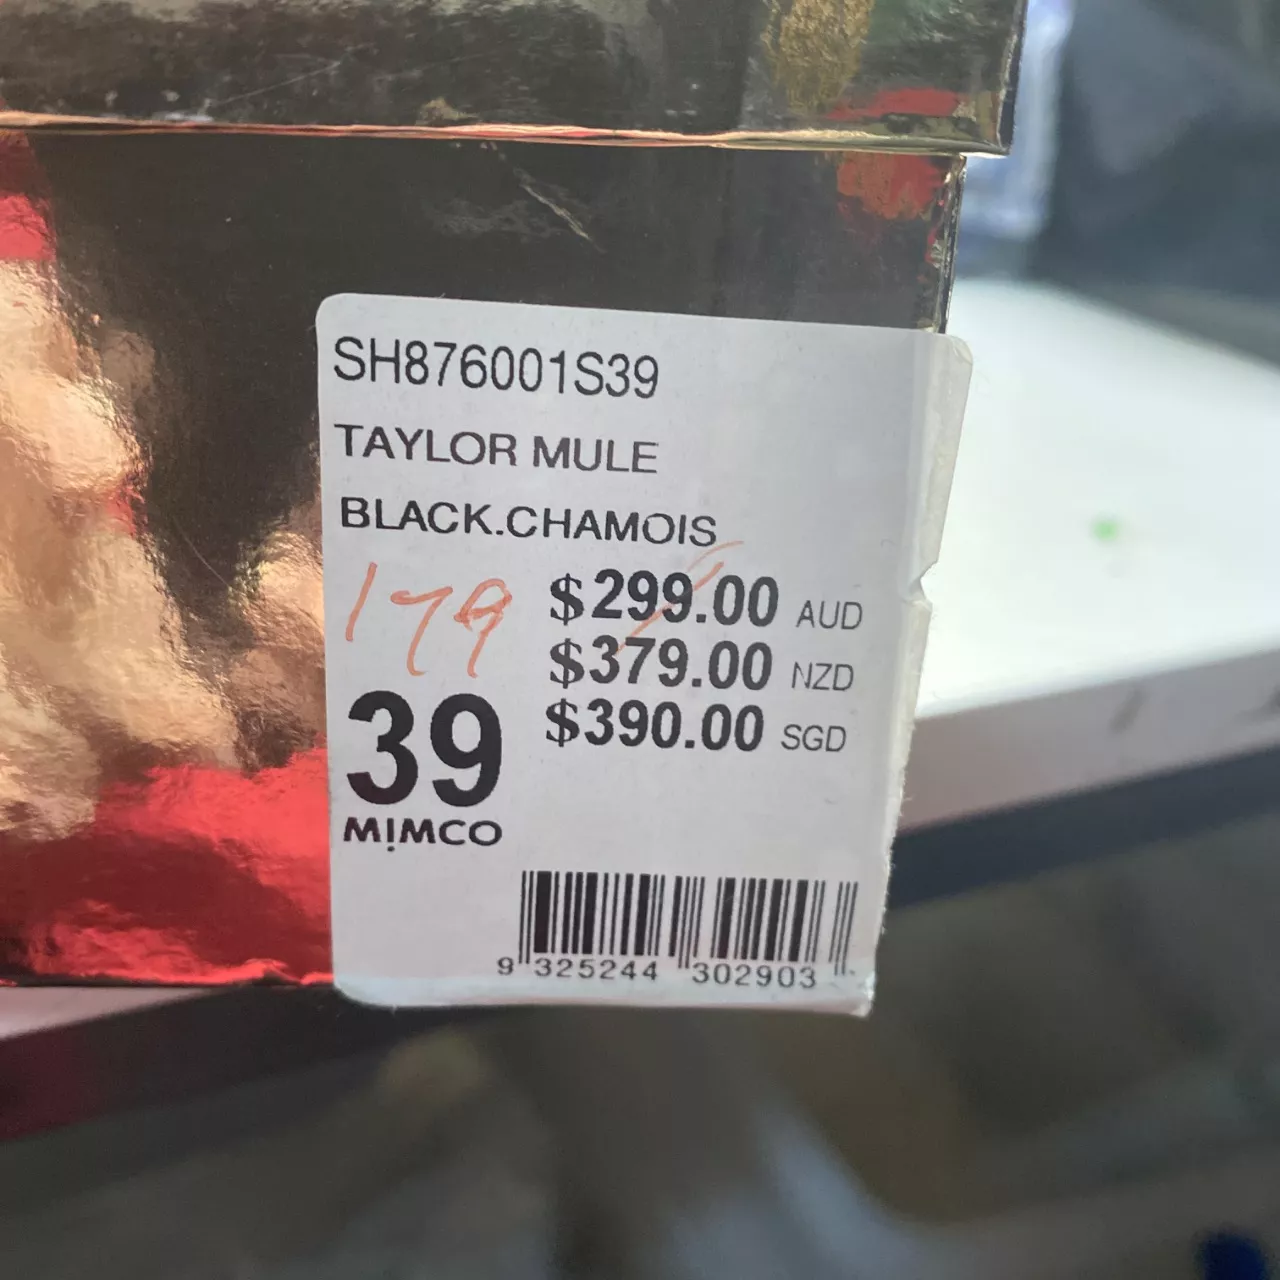 SH876001S39
TAYLOR MULE
BLACK.CHAMOIS
179 $299.00 AUD
$379.00 NZD
$390.00 SGD
39
MIMCO
9 325244 302903